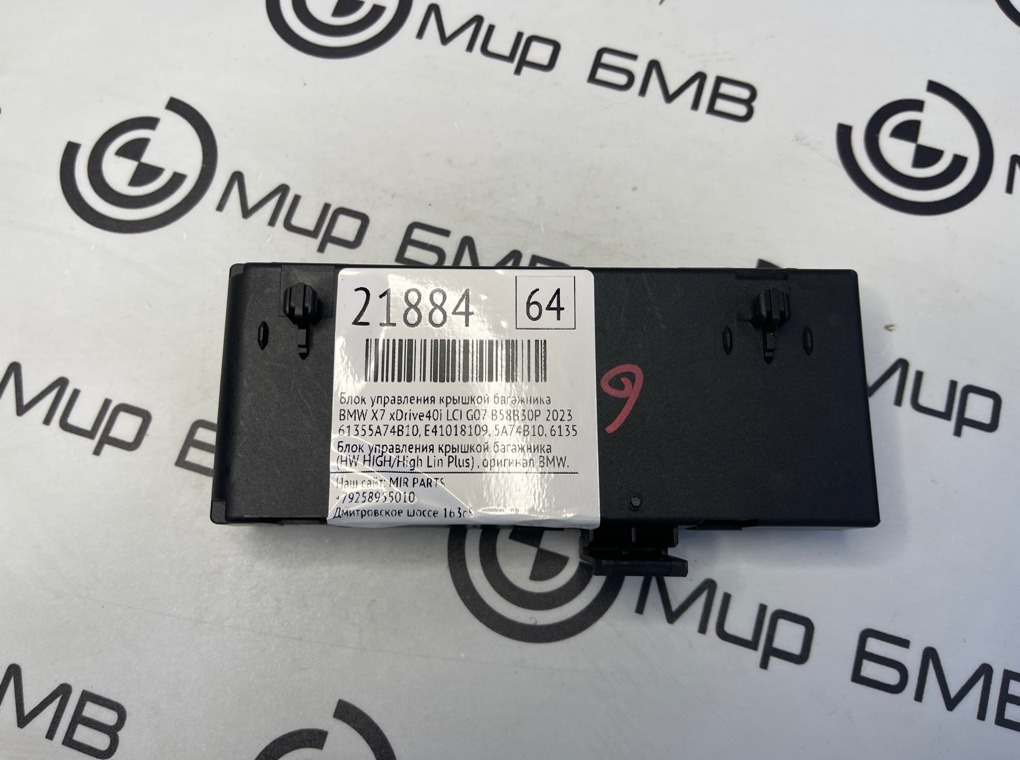 Мир БМВ
Мир БМВ
21884
64
Блок управления крышкой багажника
BMW X7 xDrive40i LCI G07 B58B30P 2023
61355A74B10, E41018109, 5A74B10, 6135
Блок управления крышкой багажника
(HW HIGH/High Lin Plus) , оригинал BMW.
Наш сайт: MIR PARTS
+79258955010
Дмитровское шоссе
9
Мир БМВ
БМВ